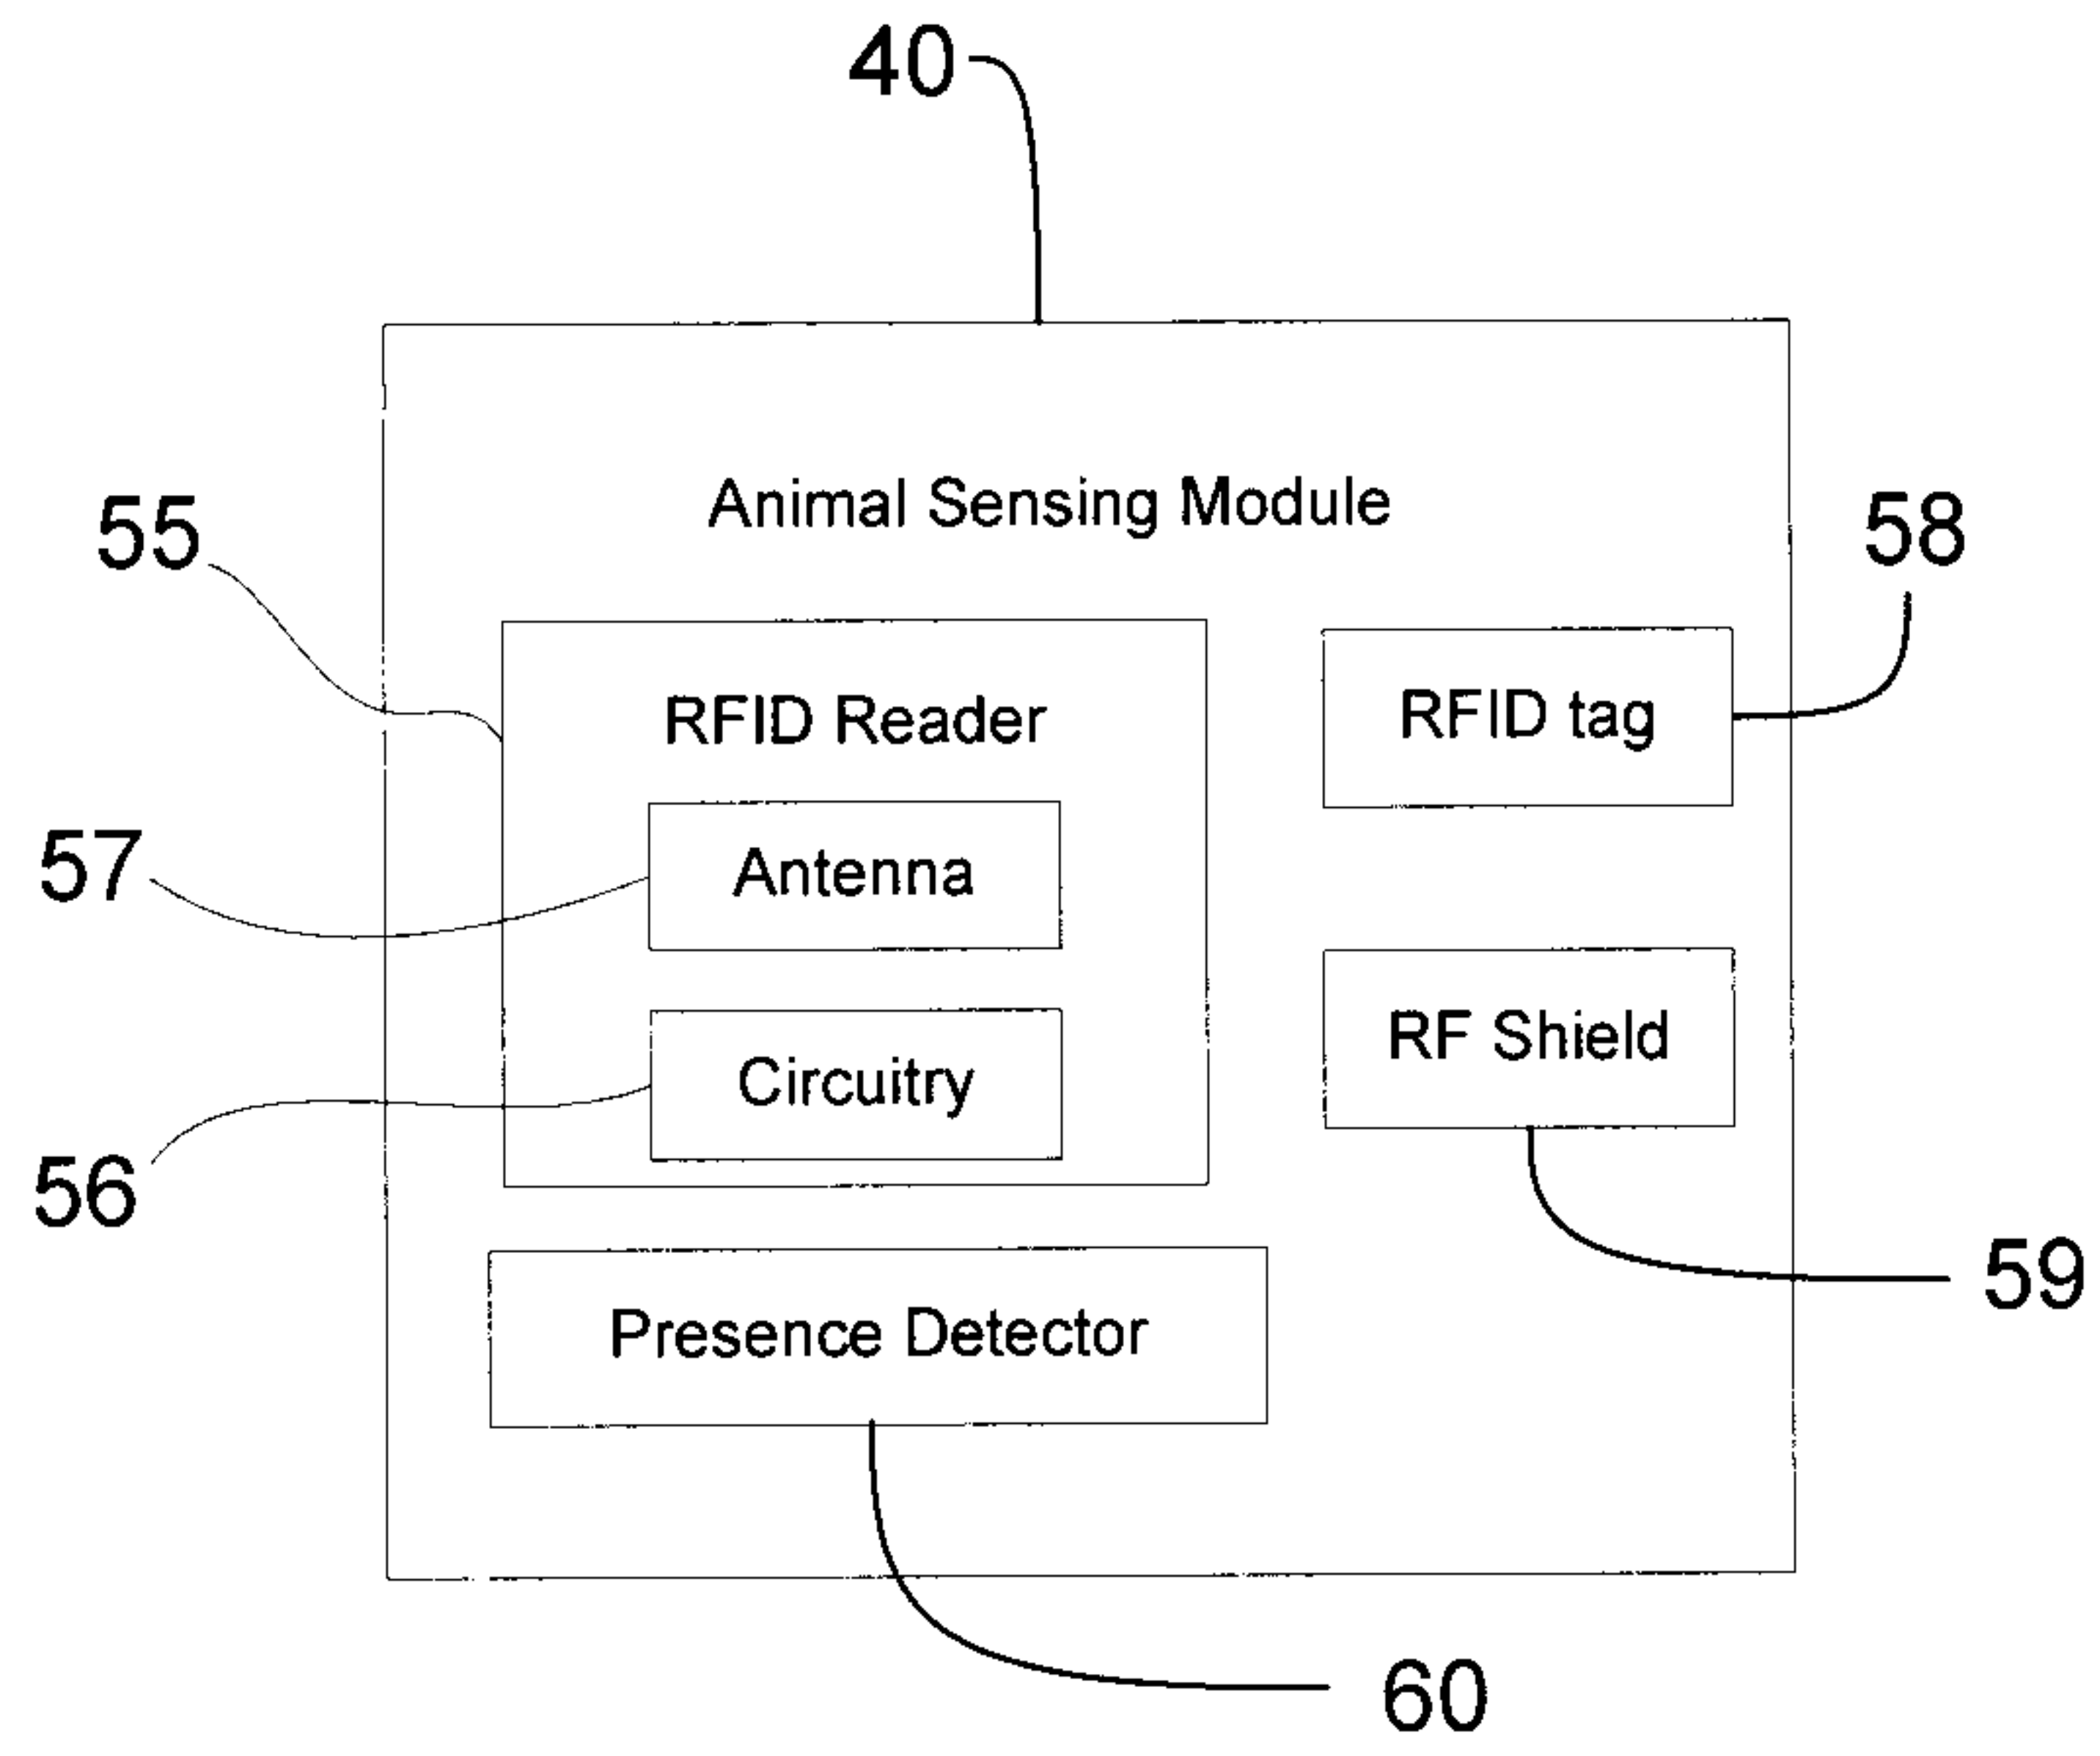 40
Animal Sensing Module
55
58
RFID Reader
RFID tag
57
Antenna
RF Shield
56
Circuitry
59
Presence Detector
60